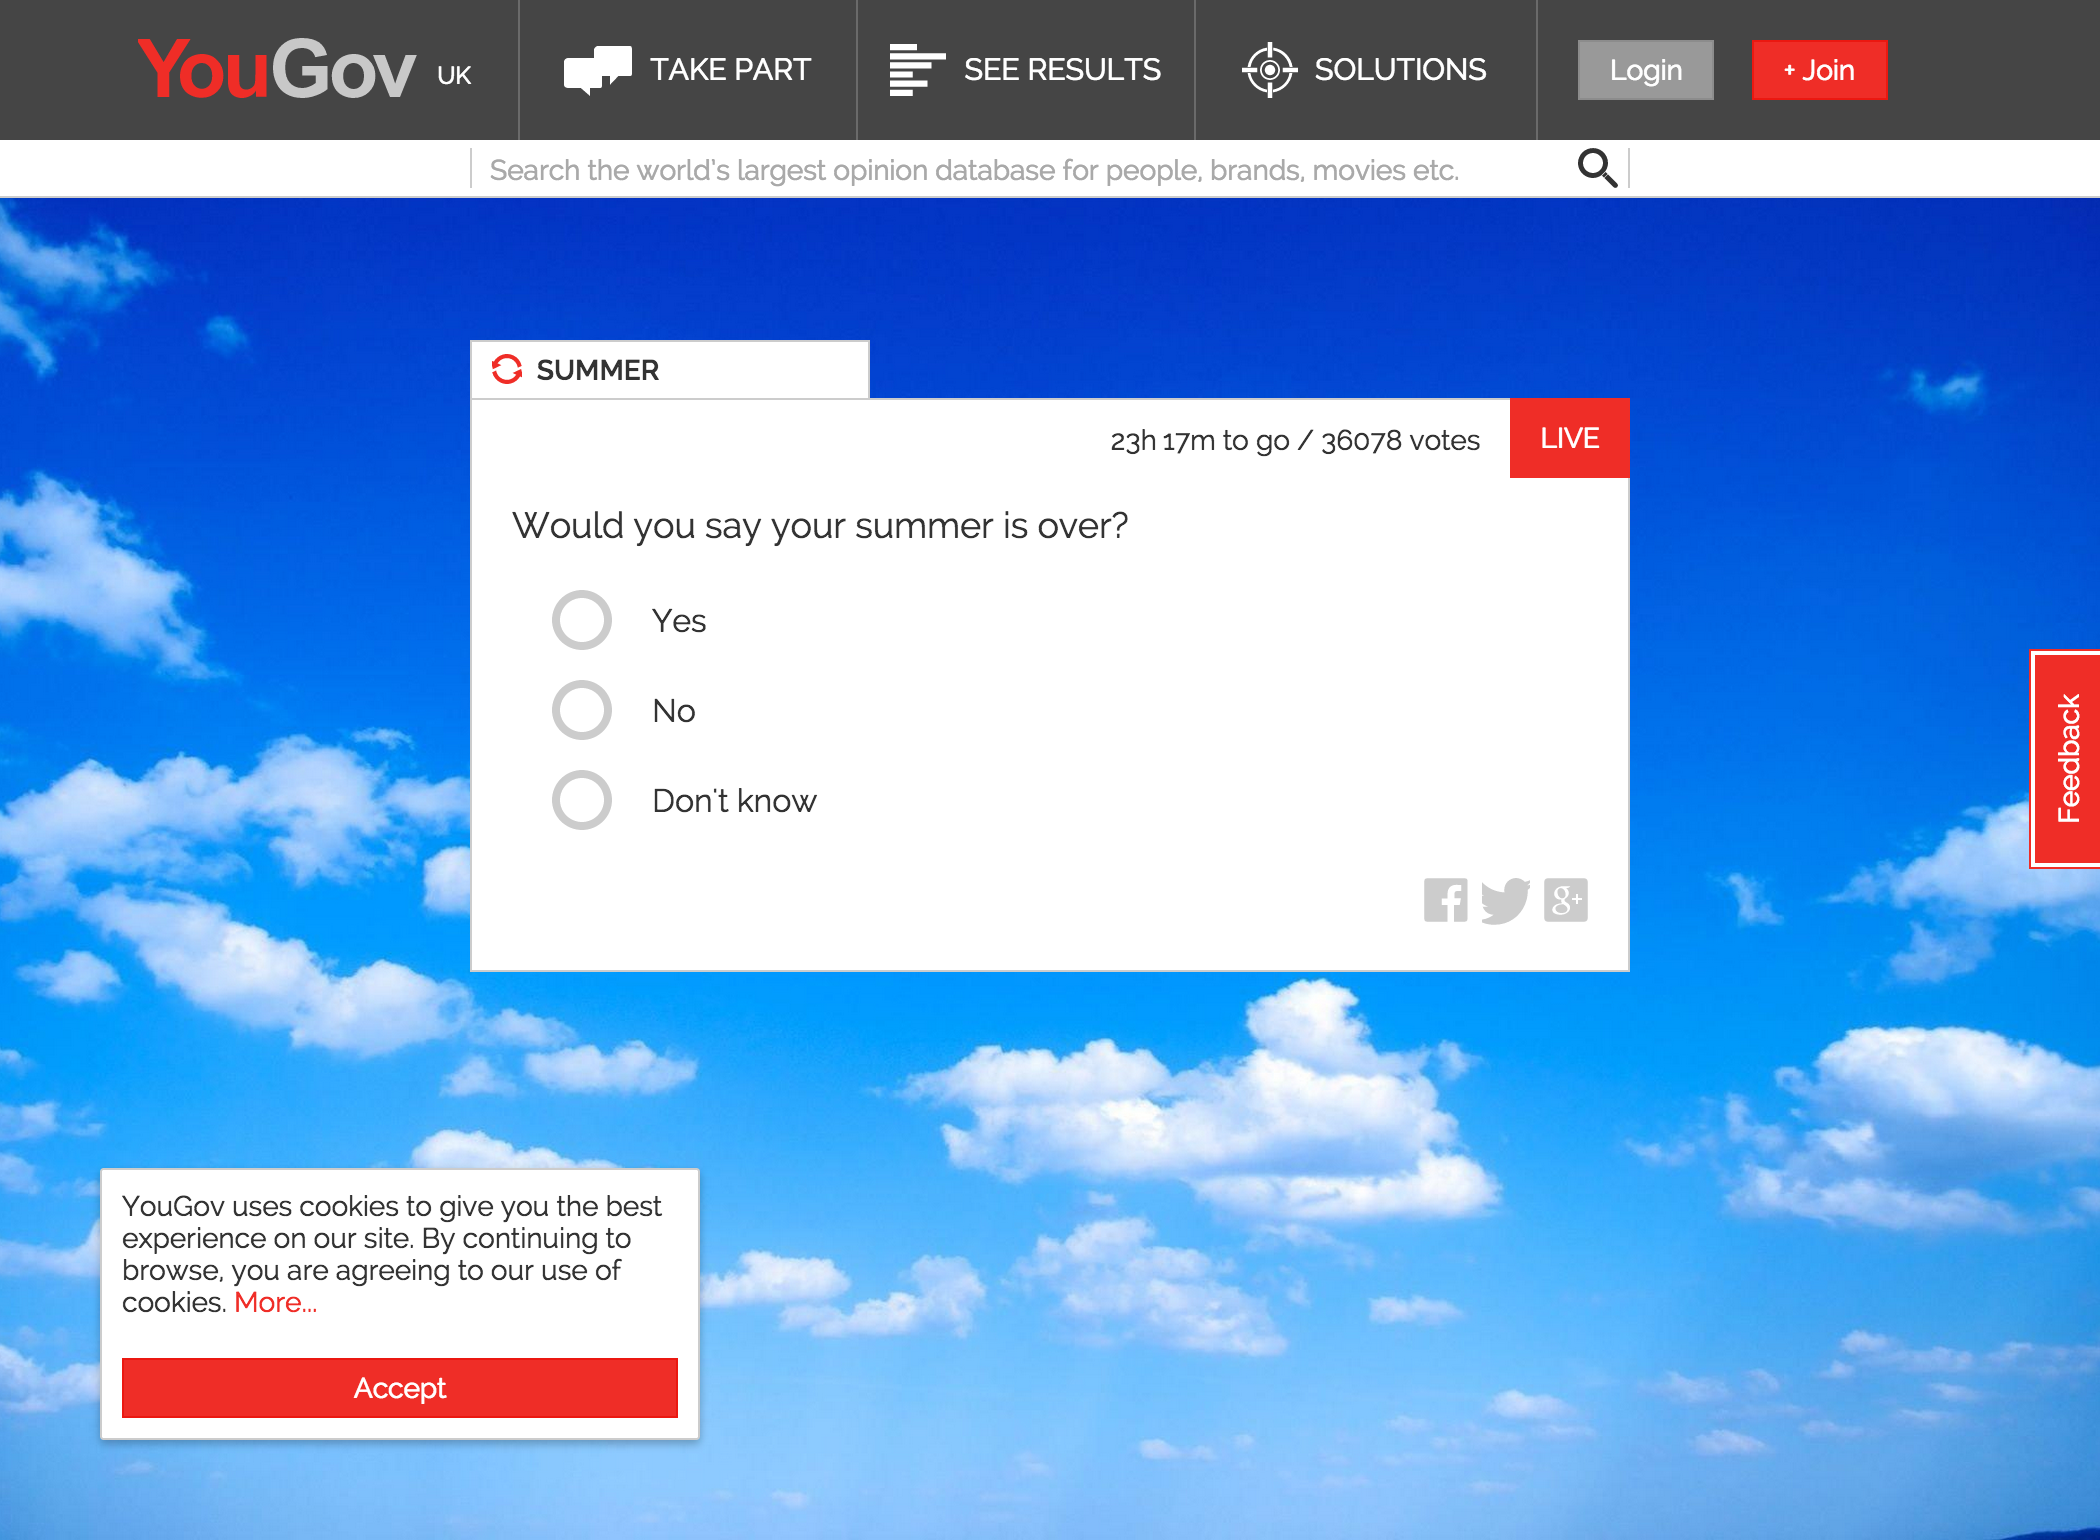 YouGov UK
TAKE PART
SEE RESULTS
SOLUTIONS
Login
+ Join
Search the world's largest opinion database for people, brands, movies etc.
SUMMER
23h 17m to go / 36078 votes
LIVE
Would you say your summer is over?
Yes
No
Don't know
g+
Feedback
YouGov uses cookies to give you the best
experience on our site. By continuing to
browse, you are agreeing to our use of
cookies. More...
Accept